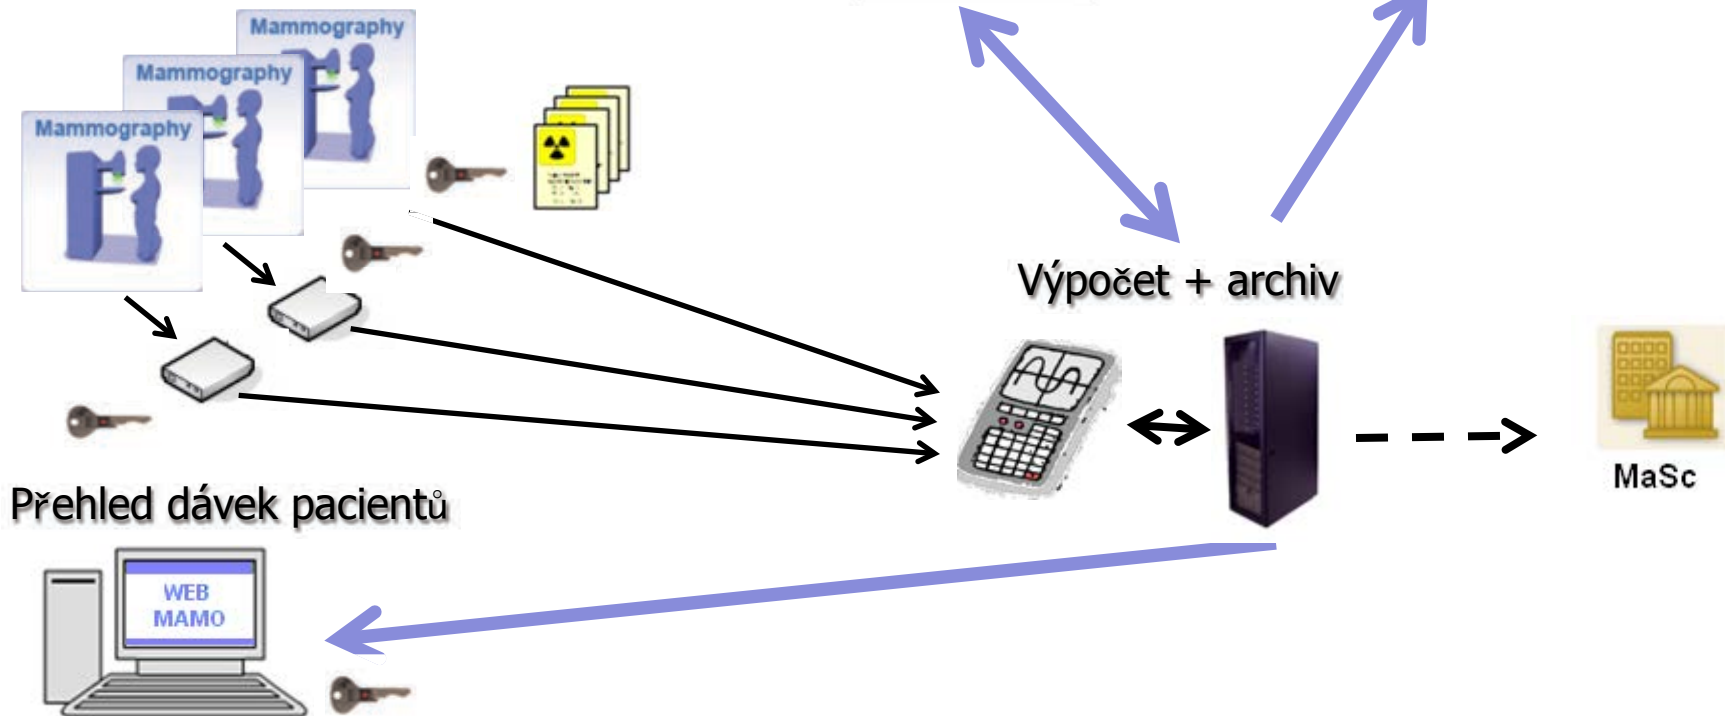 Mammography
Mammography
Mammography
Výpočet + archiv
MaSc
Přehled dávek pacientů
WEB
MAMO